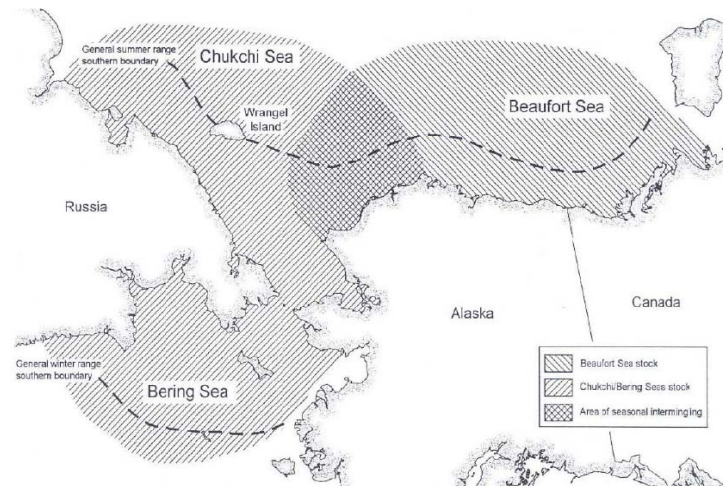 General summer range
southern boundary
Chukchi Sea
Beaufort Sea
Wrangel
Island
Russia
Alaska
Canada
General winter range
southern boundary
Bering Sea
Beaufort Sea stock
Chukchi/Bering Seas stock
Area of seasonal interminging